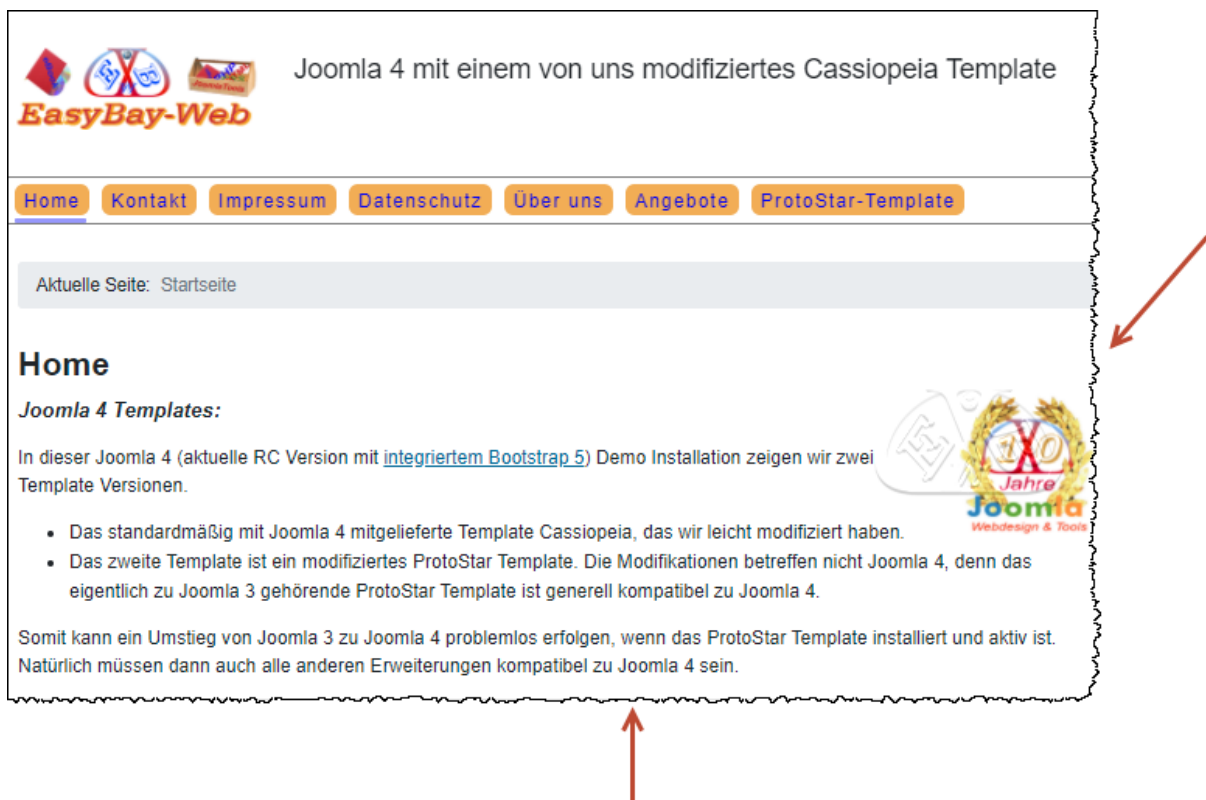 EasyBay-Web
Joomla 4 mit einem von uns modifiziertes Cassiopeia Template
Home Kontakt Impressum Datenschutz Über uns Angebote ProtoStar-Template
Aktuelle Seite: Startseite
Home
Joomla 4 Templates:
In dieser Joomla 4 (aktuelle RC Version mit integriertem Bootstrap 5) Demo Installation zeigen wir zwei
Template Versionen.
10
Jahre
Joomla
Webdesign & Tools
• Das standardmäßig mit Joomla 4 mitgelieferte Template Cassiopeia, das wir leicht modifiziert haben.
• Das zweite Template ist ein modifiziertes ProtoStar Template. Die Modifikationen betreffen nicht Joomla 4, denn das
eigentlich zu Joomla 3 gehörende ProtoStar Template ist generell kompatibel zu Joomla 4.
Somit kann ein Umstieg von Joomla 3 zu Joomla 4 problemlos erfolgen, wenn das ProtoStar Template installiert und aktiv ist.
Natürlich müssen dann auch alle anderen Erweiterungen kompatibel zu Joomla 4 sein.